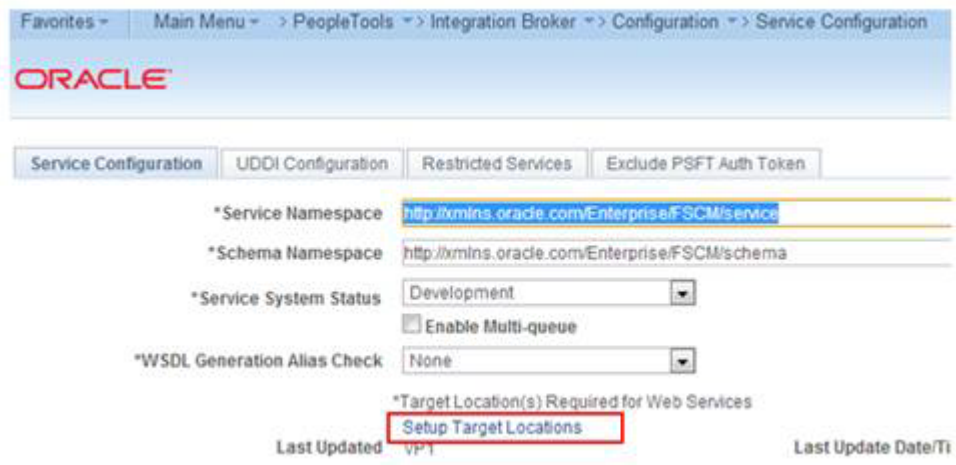 Favorites Main Menu > PeopleTools > Integration Broker > Configuration > Service Configuration
ORACLE
Service Configuration UDDI Configuration Restricted Services Exclude PSFT Auth Token
*Service Namespace http://xmlns.oracle.com/Enterprise/FSCM/service
*Schema Namespace http://xmlns.oracle.com/Enterprise/FSCM/schema
*Service System Status Development
Enable Multi-queue
*WSDL Generation Alias Check None
*Target Location(s) Required for Web Services
Setup Target Locations
Last Updated VP1 Last Update Date/Ti